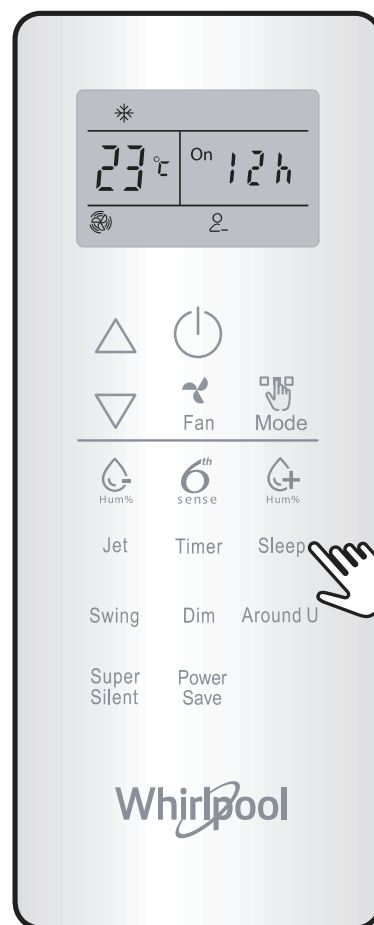 23 °C On 12h
Fan Mode
Hum% 6th sense Hum%
Jet Timer Sleep
Swing Dim Around U
Super Silent Power Save
Whirlpool